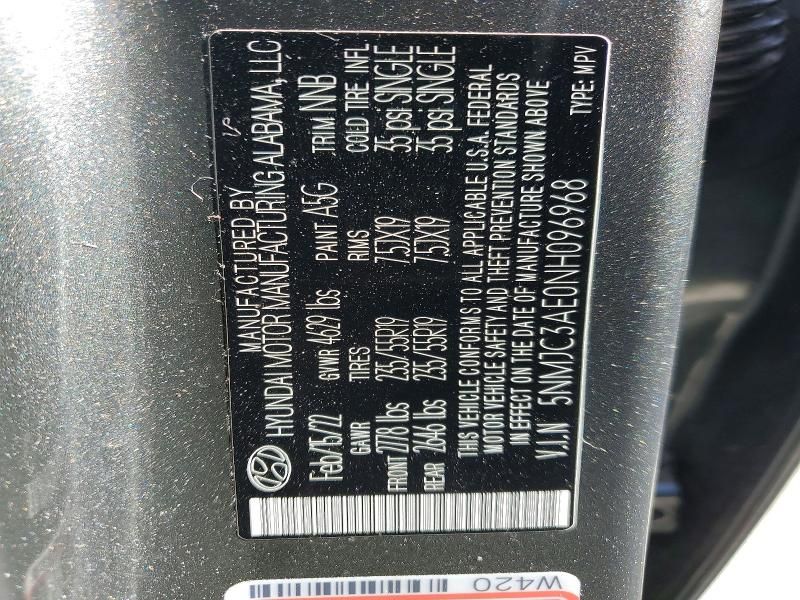 MANUFACTURED BY
HYUNDAI MOTOR MANUFACTURING ALABAMA, LLC
Feb/15/22 GVWR 4629 lbs PAINT A5G TRIM NNB
GAWR TIRES RIMS COLD TIRE INFL
FRONT 2778 lbs 235/55R19 7.5JX19 35 psi SINGLE
REAR 2646 lbs 235/55R19 7.5JX19 35 psi SINGLE
THIS VEHICLE CONFORMS TO ALL APPLICABLE U.S.A. FEDERAL
MOTOR VEHICLE SAFETY AND THEFT PREVENTION STANDARDS
IN EFFECT ON THE DATE OF MANUFACTURE SHOWN ABOVE
V.I.N 5NMJC3AE0NH096968 TYPE: MPV
W420